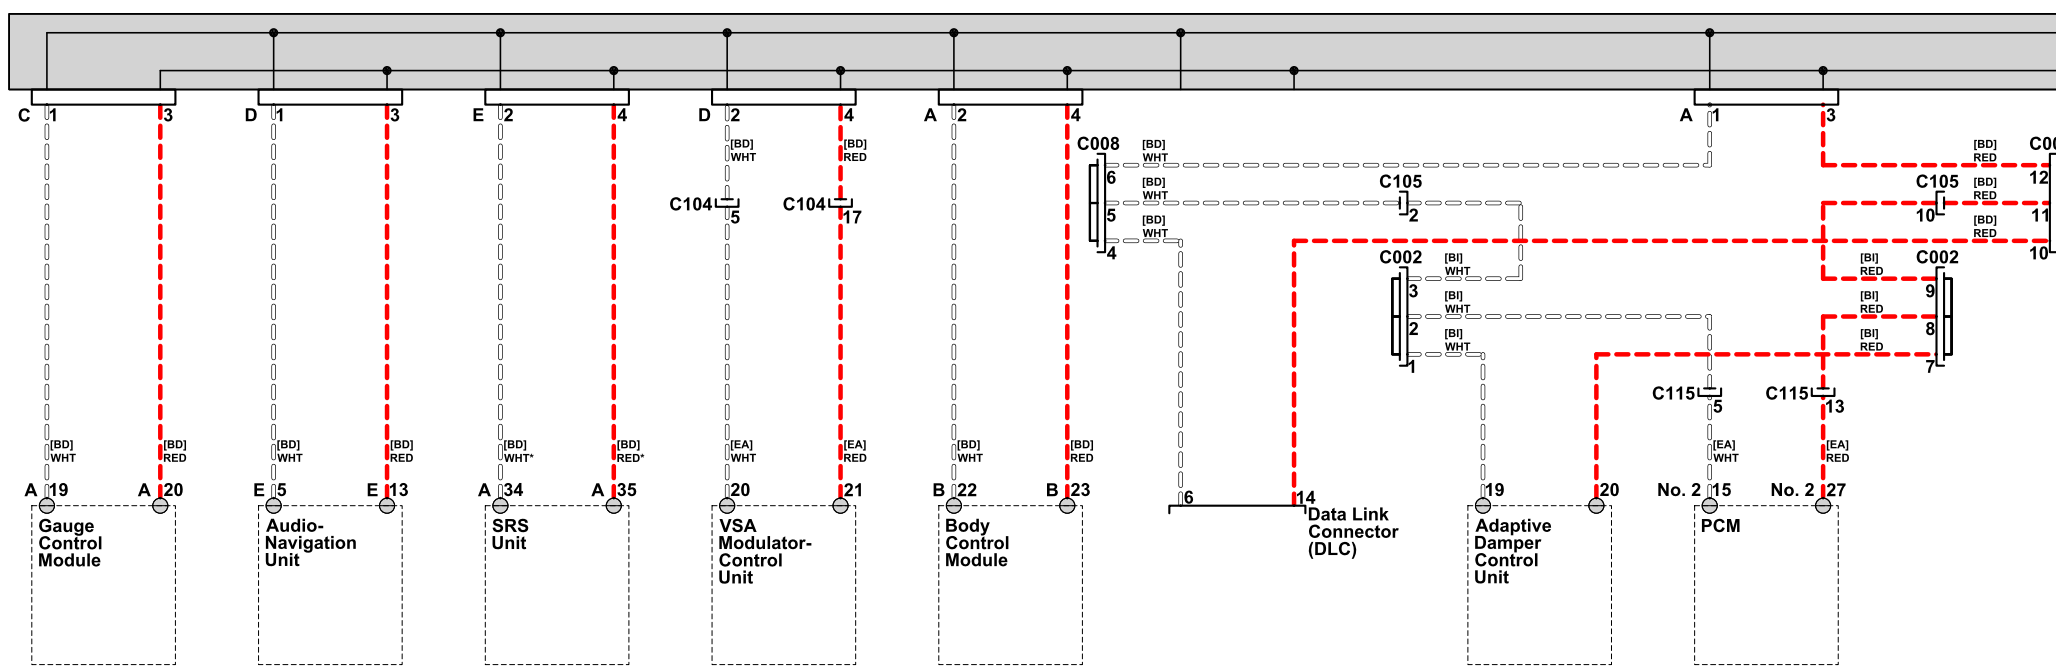 C 1 3 D 1 3 E 2 4 D 2 4 A 2 4 A 1 3
[BD] WHT
[BD] RED
C104 5
C104 17
C008
6 [BD] WHT
5 [BD] WHT
4 [BD] WHT
C105
2
C002
3 [BI] WHT
2 [BI] WHT
1 [BI] WHT
[BD] RED 12
C105
10 [BD] RED 11
[BD] RED 10
C002
[BI] RED 9
[BI] RED 8
[BI] RED 7
C115 5
C115 13
[BD] WHT
[BD] RED
[BD] WHT
[BD] RED
[BD] WHT*
[BD] RED*
[EA] WHT
[EA] RED
[BD] WHT
[BD] RED
[EA] WHT
[EA] RED
A 19 A 20 E 5 E 13 A 34 A 35 20 21 B 22 B 23 6 14 19 20 No. 2 15 No. 2 27
Gauge
Control
Module
Audio-
Navigation
Unit
SRS
Unit
VSA
Modulator-
Control
Unit
Body
Control
Module
Data Link
Connector
(DLC)
Adaptive
Damper
Control
Unit
PCM